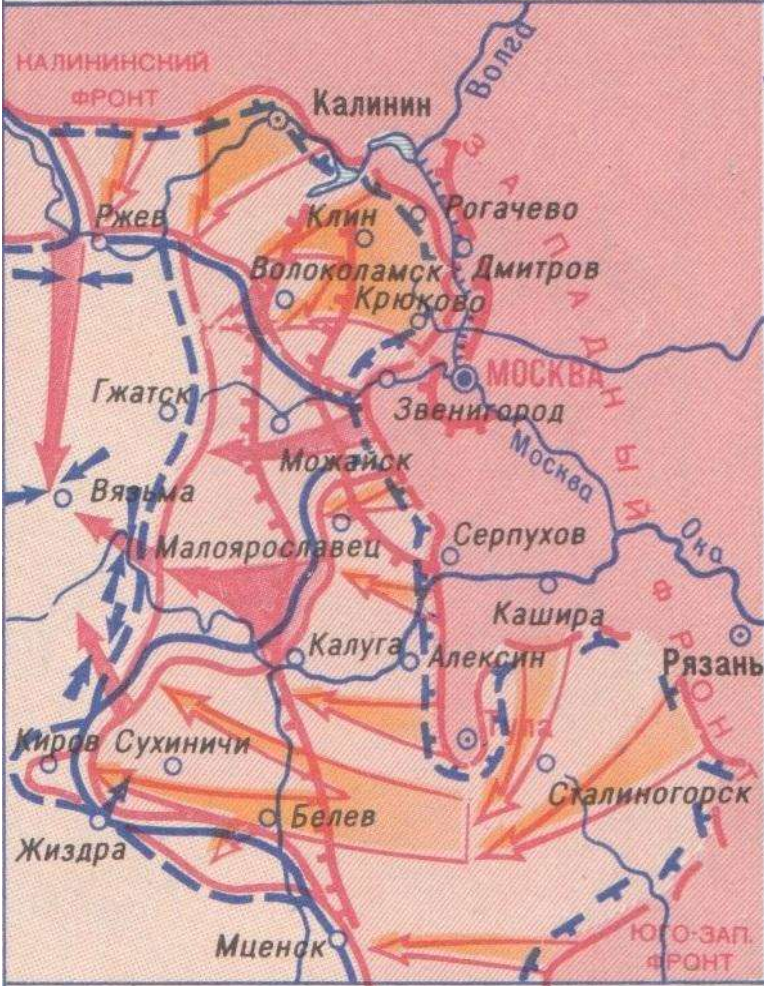 КАЛИНИНСКИЙ
ФРОНТ
Калинин
Волга
ЗАПАДНЫЙ
ФРОНТ
Ржев
Клин
Рогачево
Волоколамск
Дмитров
Крюково
МОСКВА
Гжатск
Звенигород
Москва
Можайск
Вязьма
Малоярославец
Серпухов
Ока
Кашира
Калуга
Алексин
Рязань
Тула
Киров
Сухиничи
Сталиногорск
Белев
Жиздра
Мценск
ЮГО-ЗАП.
ФРОНТ